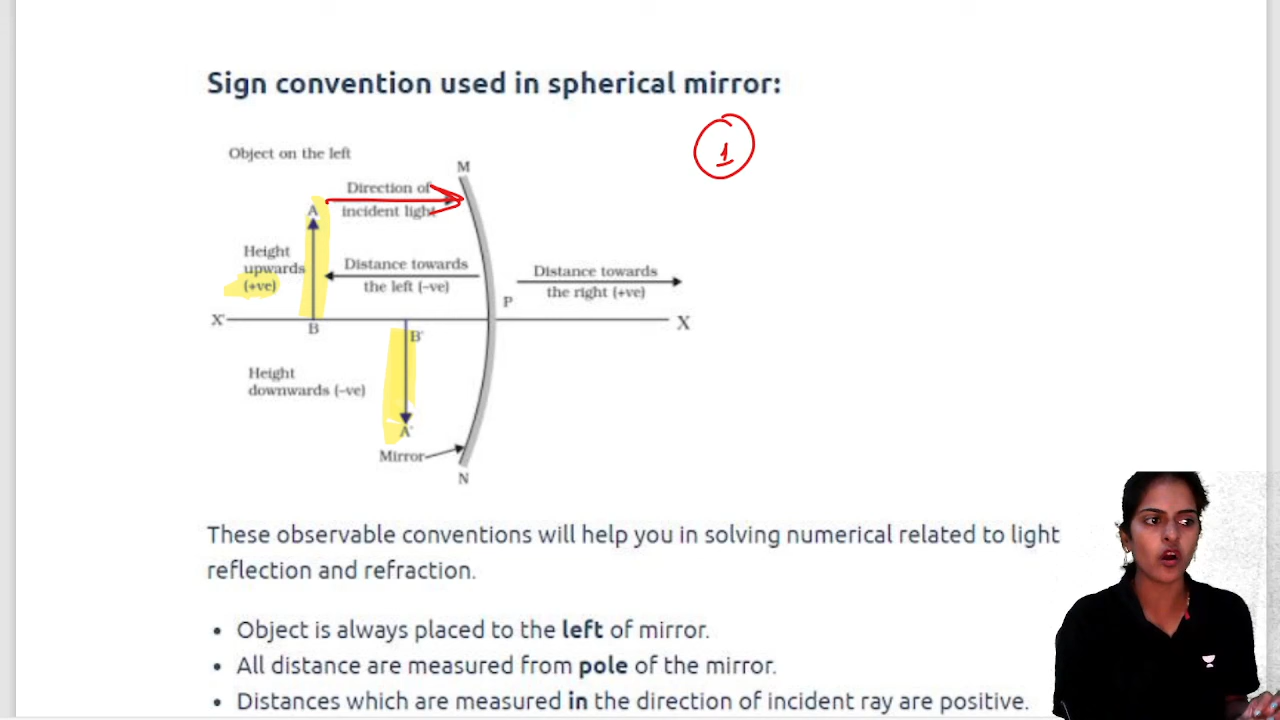 Sign convention used in spherical mirror:
1
Object on the left
M
Direction of
incident light
A
Height
upwards
(+ve)
Distance towards
the left (–ve)
Distance towards
the right (+ve)
P
X'
B
X
B'
Height
downwards (–ve)
A'
Mirror
N
These observable conventions will help you in solving numerical related to light
reflection and refraction.
• Object is always placed to the left of mirror.
• All distance are measured from pole of the mirror.
• Distances which are measured in the direction of incident ray are positive.